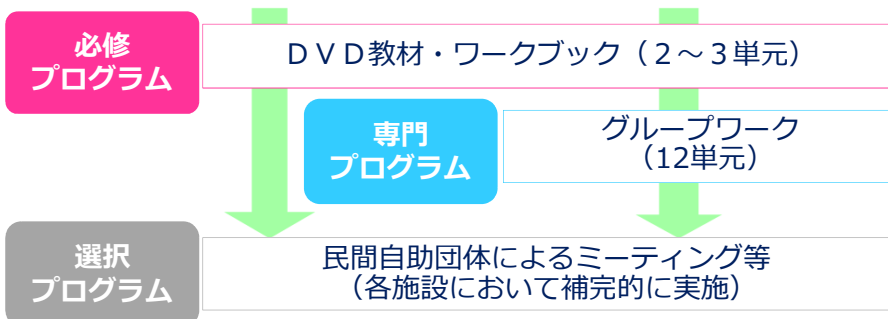 必修
プログラム
ＤＶＤ教材・ワークブック（２～３単元）
専門
プログラム
グループワーク
（12単元）
選択
プログラム
民間自助団体によるミーティング等
（各施設において補完的に実施）